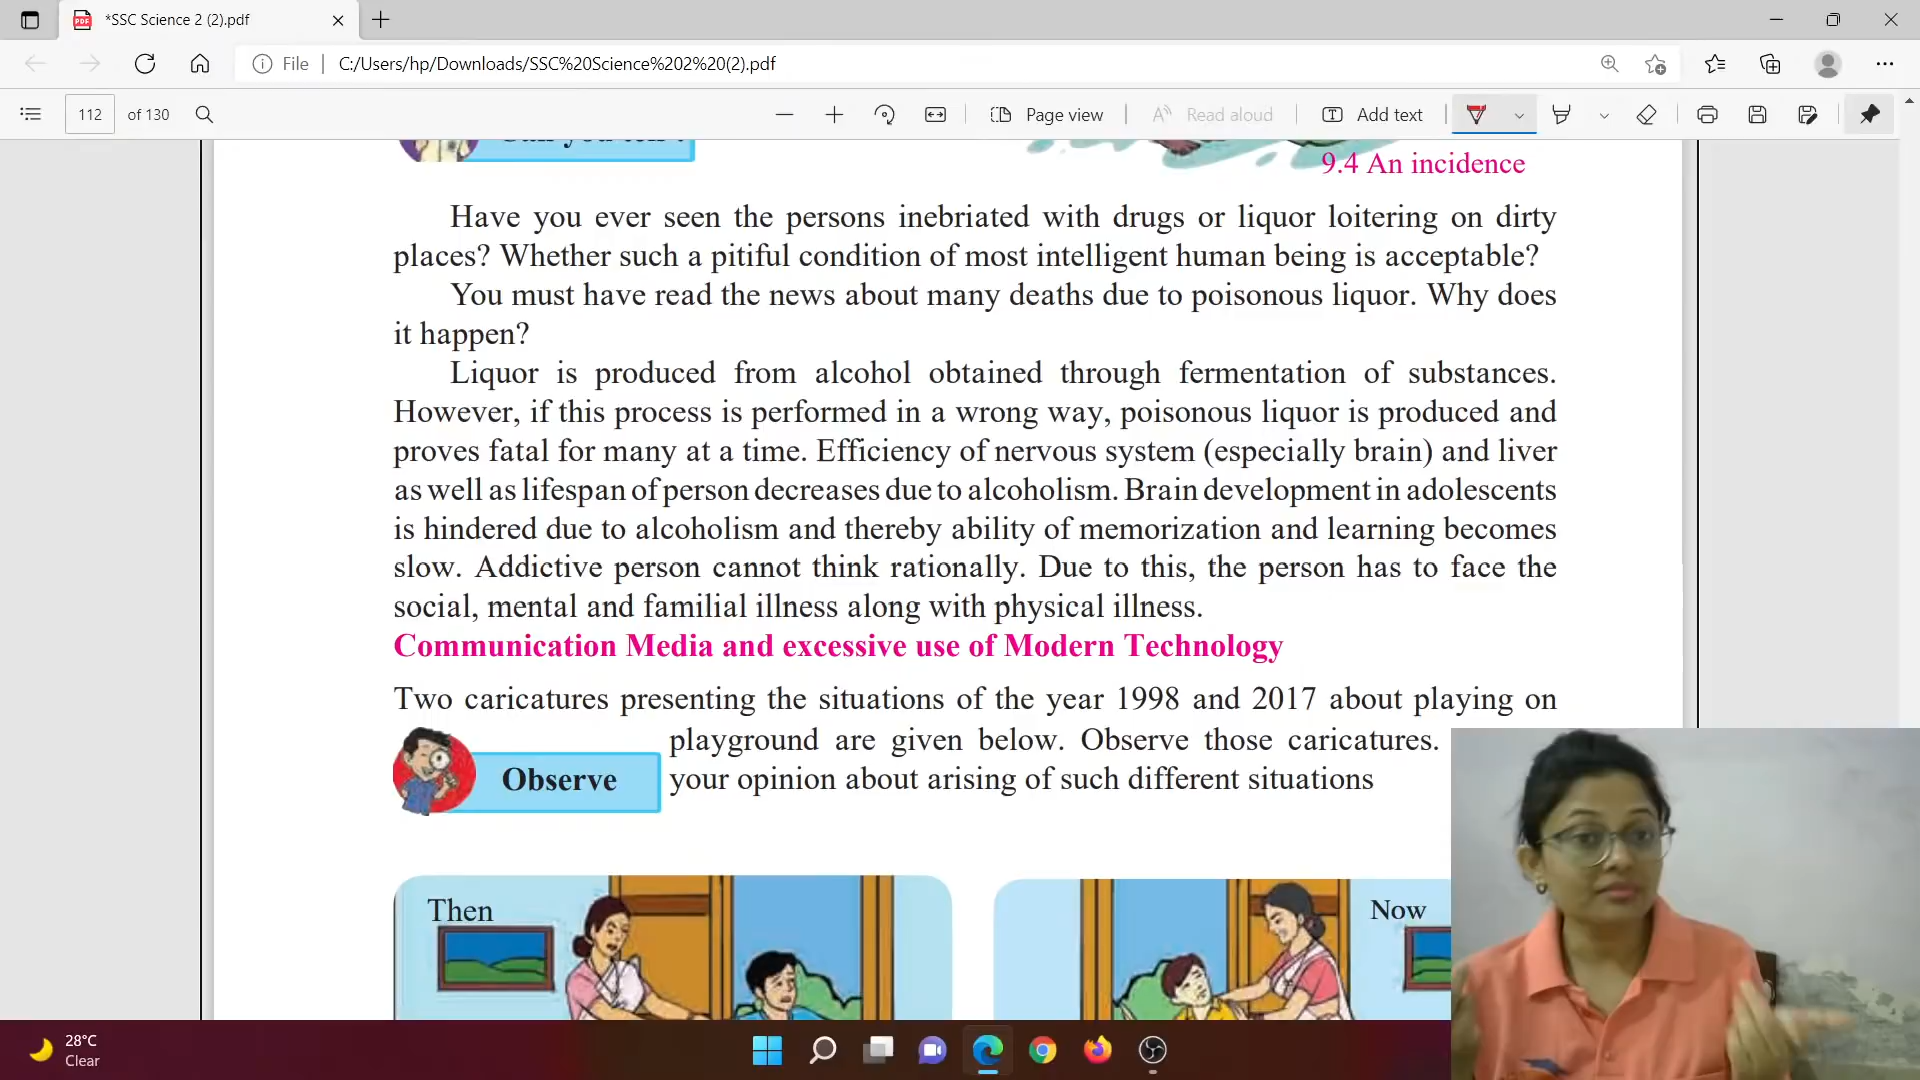 *SSC Science 2 (2).pdf
File
C:/Users/hp/Downloads/SSC%20Science%202%20(2).pdf
112 of 130
Page view
Read aloud
Add text
9.4 An incidence
Have you ever seen the persons inebriated with drugs or liquor loitering on dirty
places? Whether such a pitiful condition of most intelligent human being is acceptable?
You must have read the news about many deaths due to poisonous liquor. Why does
it happen?
Liquor is produced from alcohol obtained through fermentation of substances.
However, if this process is performed in a wrong way, poisonous liquor is produced and
proves fatal for many at a time. Efficiency of nervous system (especially brain) and liver
as well as lifespan of person decreases due to alcoholism. Brain development in adolescents
is hindered due to alcoholism and thereby ability of memorization and learning becomes
slow. Addictive person cannot think rationally. Due to this, the person has to face the
social, mental and familial illness along with physical illness.
Communication Media and excessive use of Modern Technology
Two caricatures presenting the situations of the year 1998 and 2017 about playing on
playground are given below. Observe those caricatures.
Observe
your opinion about arising of such different situations
Then
Now
28°C
Clear